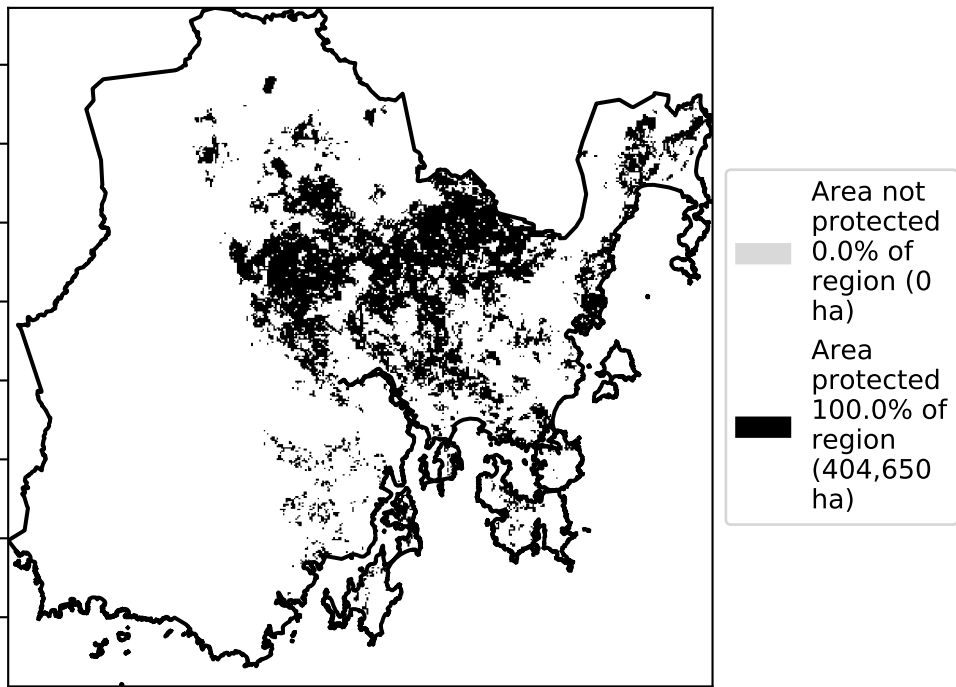 Area not
protected
0.0% of
region (0
ha)
Area
protected
100.0% of
region
(404,650
ha)